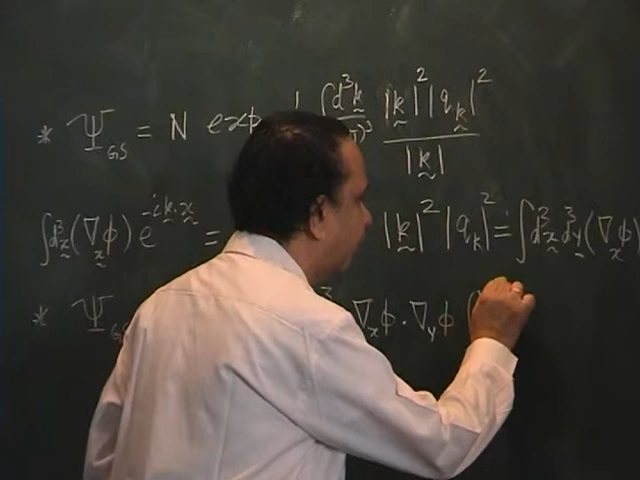 * Ψ_GS = N exp ∫ d³k / )³ |k|² |q_k|² / |k|
∫d³x (∇_x φ) e^{-ik·x} = |k|² |q_k|² = ∫d³x d³y (∇_x φ)
* Ψ_GS ³ ∇_x φ · ∇_y φ (